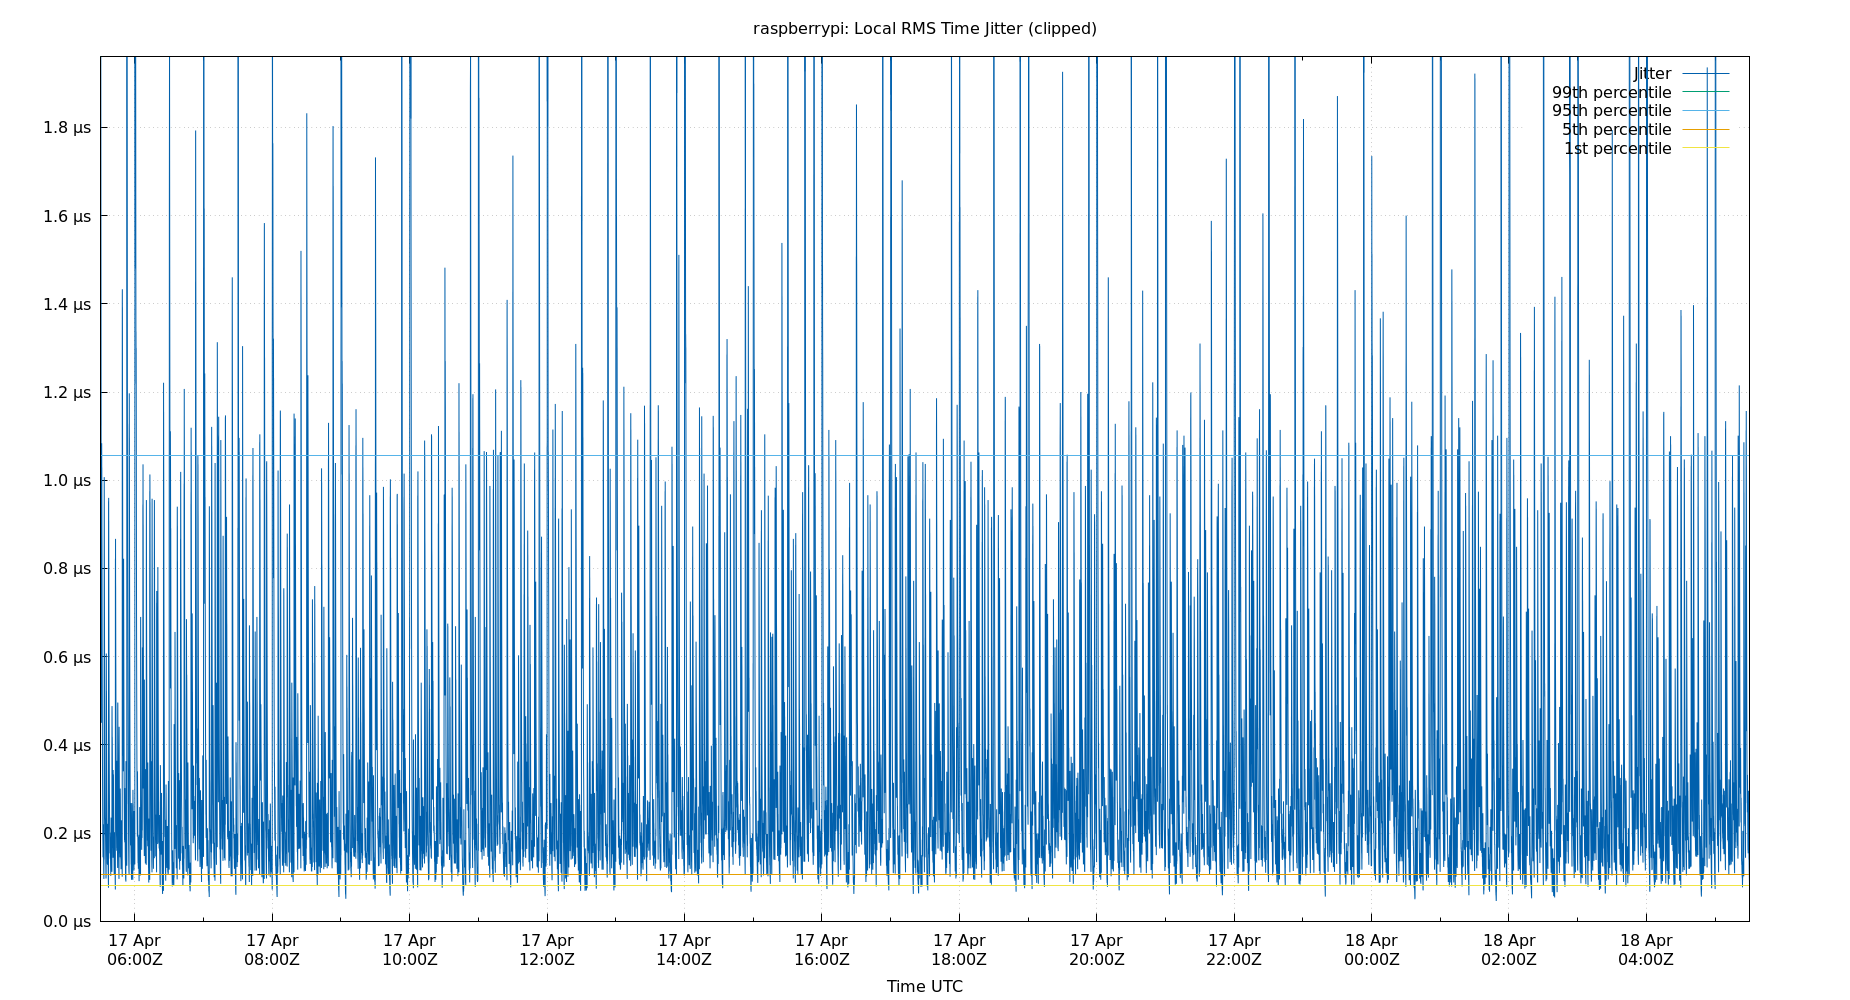 raspberrypi: Local RMS Time Jitter (clipped)
Jitter
99th percentile
95th percentile
5th percentile
1st percentile
1.8 µs
1.6 µs
1.4 µs
1.2 µs
1.0 µs
0.8 µs
0.6 µs
0.4 µs
0.2 µs
0.0 µs
17 Apr 17 Apr 17 Apr 17 Apr 17 Apr 17 Apr 17 Apr 17 Apr 17 Apr 18 Apr 18 Apr 18 Apr
06:00Z 08:00Z 10:00Z 12:00Z 14:00Z 16:00Z 18:00Z 20:00Z 22:00Z 00:00Z 02:00Z 04:00Z
Time UTC